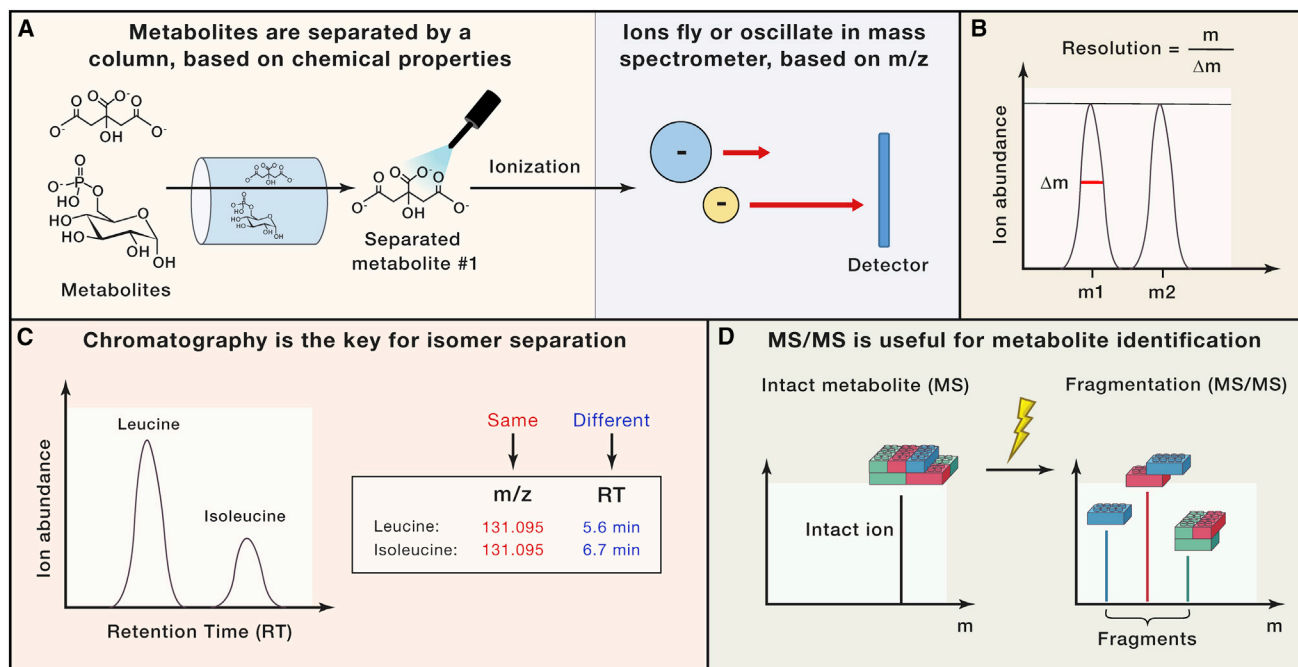 A
Metabolites are separated by a
column, based on chemical properties
Metabolites
Separated
metabolite #1
Ionization
Ions fly or oscillate in mass
spectrometer, based on m/z
-
-
Detector
B
Resolution = m
Δm
Ion abundance
Δm
m1 m2
C
Chromatography is the key for isomer separation
Ion abundance
Leucine
Isoleucine
Retention Time (RT)
Same Different
m/z RT
Leucine: 131.095 5.6 min
Isoleucine: 131.095 6.7 min
D
MS/MS is useful for metabolite identification
Intact metabolite (MS)
Fragmentation (MS/MS)
Intact ion
m
m
Fragments